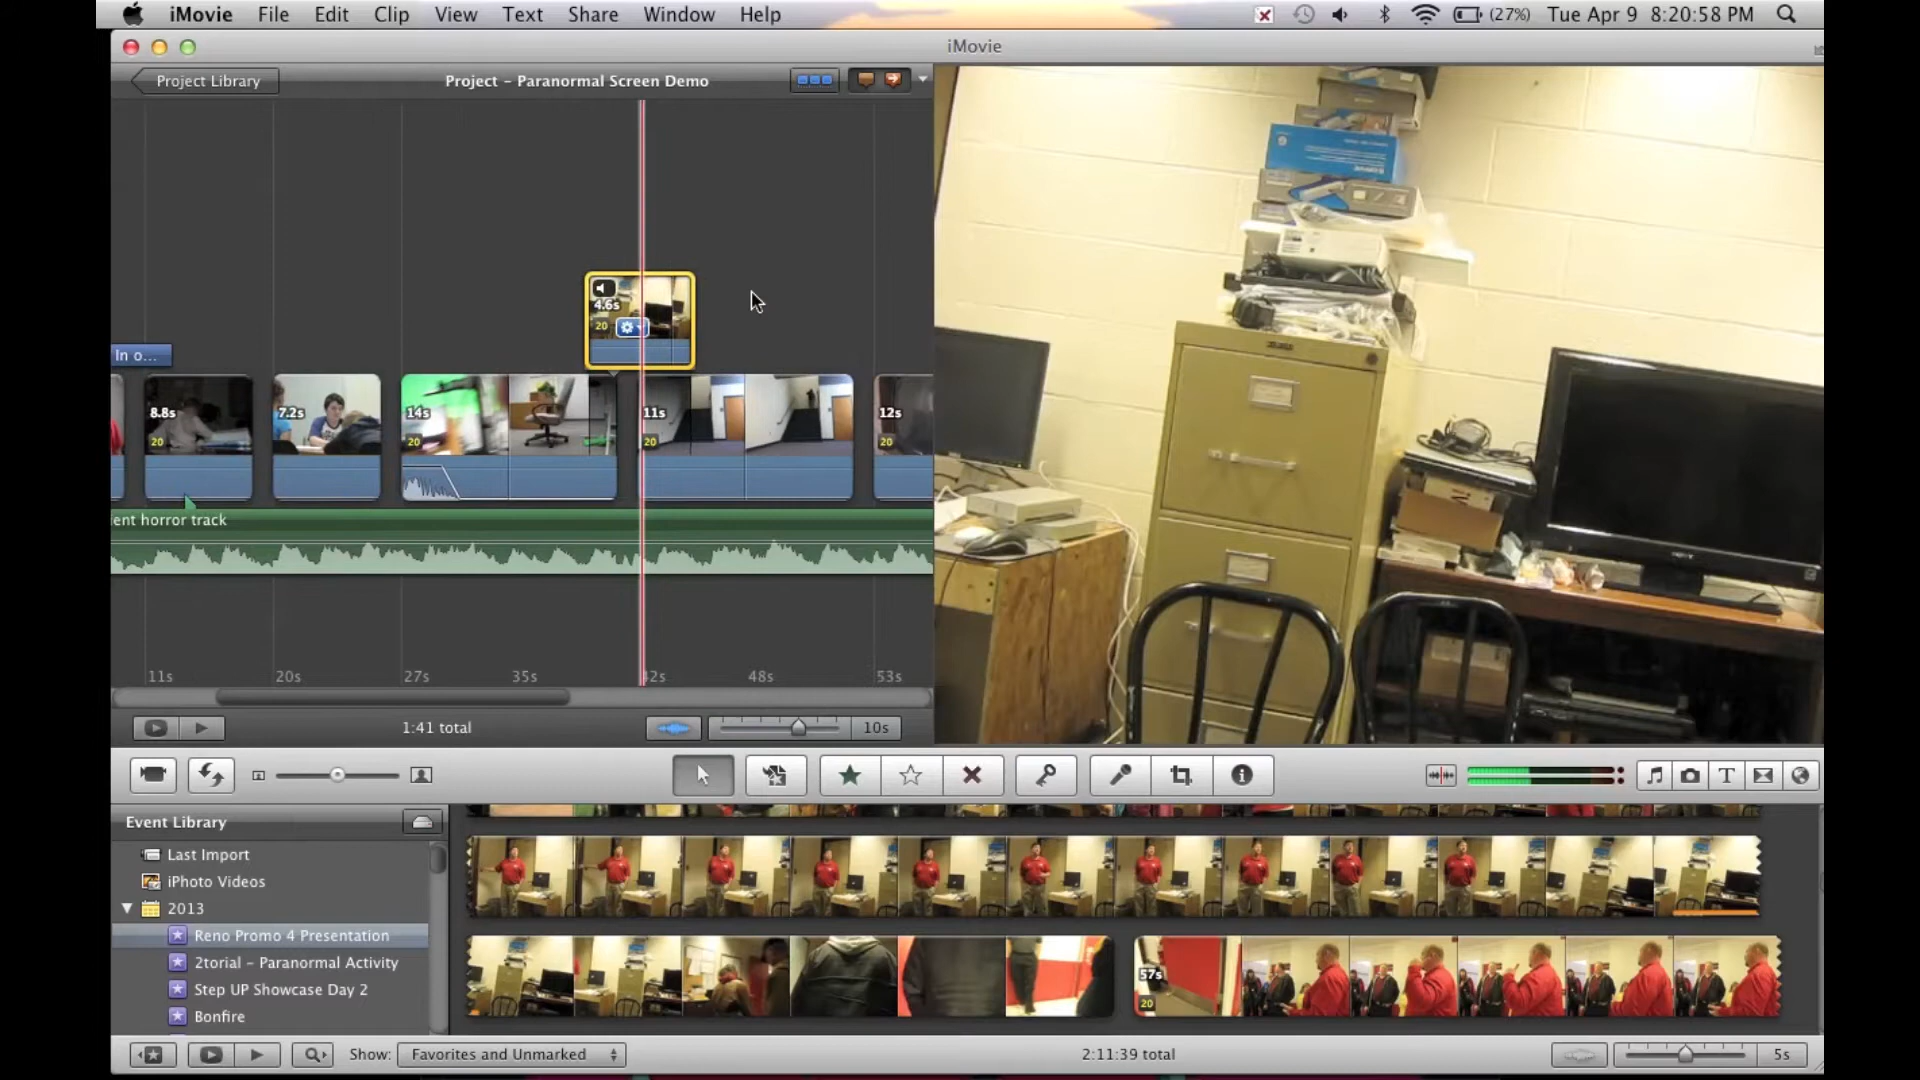 iMovie File Edit Clip View Text Share Window Help (27%) Tue Apr 9 8:20:58 PM
iMovie
Project Library Project - Paranormal Screen Demo
4.6s
20
In o...
8.8s 7.2s 14s 11s 12s
20 20 20 20
ent horror track
11s 20s 27s 35s 42s 48s 53s
1:41 total 10s
Event Library
Last Import
iPhoto Videos
2013
Reno Promo 4 Presentation
2torial - Paranormal Activity
57s
Step UP Showcase Day 2
20
Bonfire
Show: Favorites and Unmarked 2:11:39 total 5s